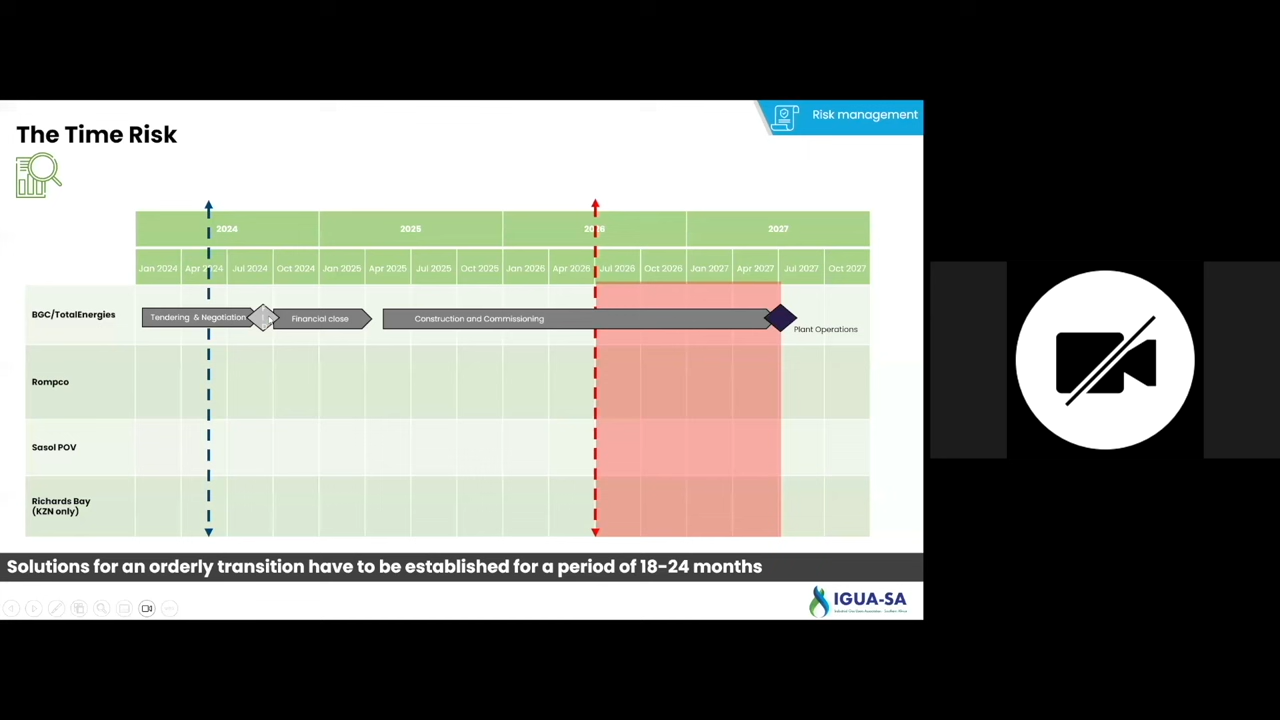 Risk management
The Time Risk
2024 2025 2026 2027
Jan 2024 Apr 2024 Jul 2024 Oct 2024 Jan 2025 Apr 2025 Jul 2025 Oct 2025 Jan 2026 Apr 2026 Jul 2026 Oct 2026 Jan 2027 Apr 2027 Jul 2027 Oct 2027
BGC/TotalEnergies
Tendering & Negotiation
Financial close
Construction and Commissioning
Plant Operations
Rompco
Sasol POV
Richards Bay
(KZN only)
Solutions for an orderly transition have to be established for a period of 18-24 months
IGUA-SA